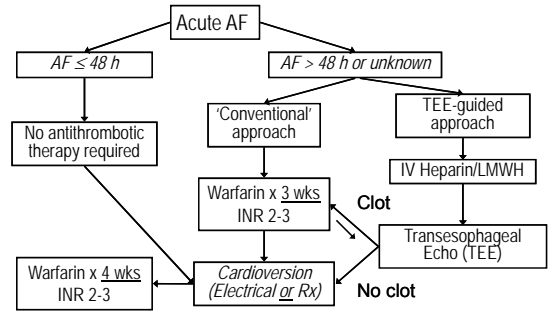 Acute AF
AF ≤ 48 h
AF > 48 h or unknown
No antithrombotic
therapy required
'Conventional'
approach
TEE-guided
approach
IV Heparin/LMWH
Warfarin x 3 wks
INR 2-3
Clot
Transesophageal
Echo (TEE)
Warfarin x 4 wks
INR 2-3
Cardioversion
(Electrical or Rx)
No clot